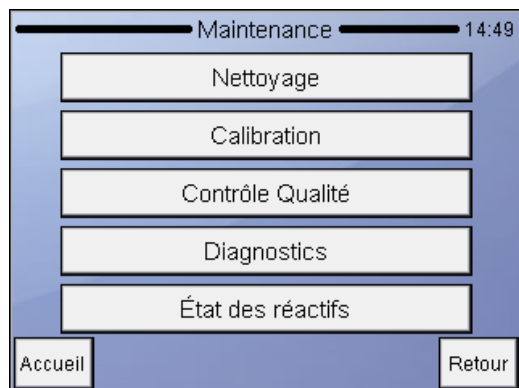 Maintenance 14:49
Nettoyage
Calibration
Contrôle Qualité
Diagnostics
État des réactifs
Accueil Retour